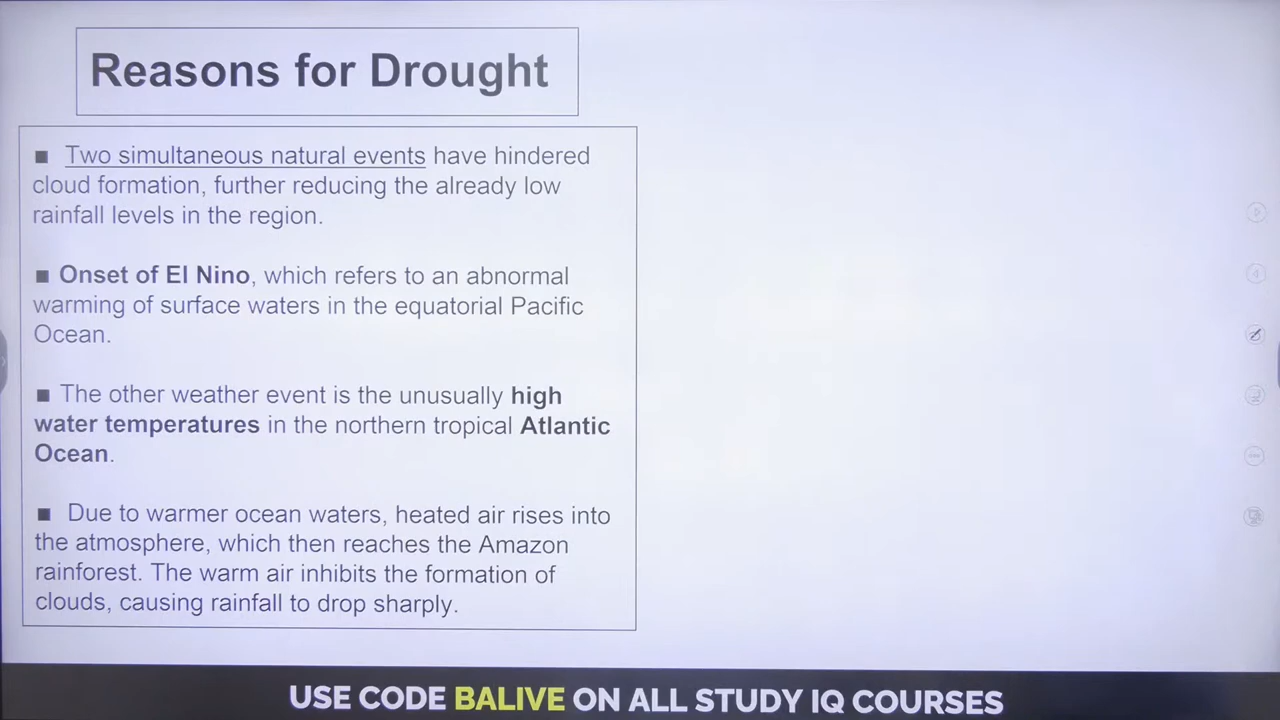 Reasons for Drought
■ Two simultaneous natural events have hindered
cloud formation, further reducing the already low
rainfall levels in the region.
■ Onset of El Nino, which refers to an abnormal
warming of surface waters in the equatorial Pacific
Ocean.
■ The other weather event is the unusually high
water temperatures in the northern tropical Atlantic
Ocean.
■ Due to warmer ocean waters, heated air rises into
the atmosphere, which then reaches the Amazon
rainforest. The warm air inhibits the formation of
clouds, causing rainfall to drop sharply.
USE CODE BALIVE ON ALL STUDY IQ COURSES